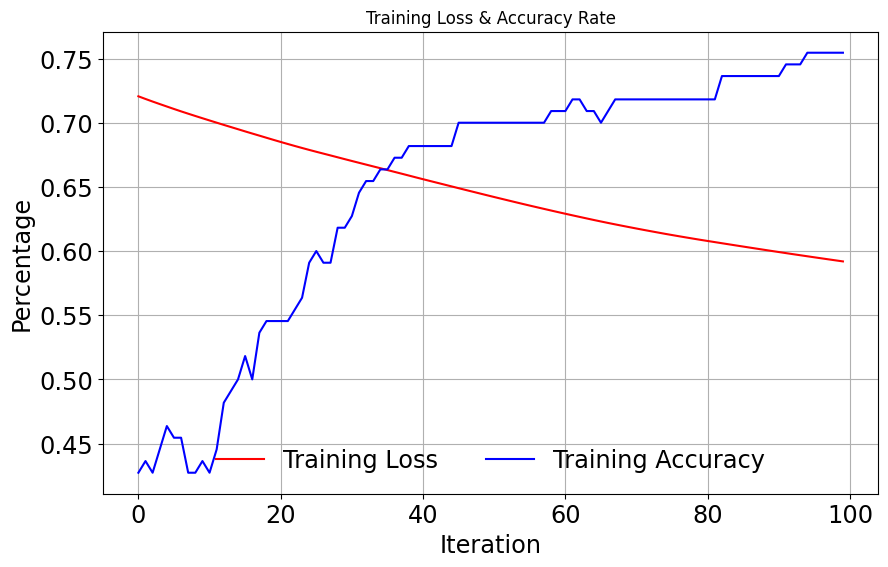 Training Loss & Accuracy Rate
Percentage
0.75
0.70
0.65
0.60
0.55
0.50
0.45
Training Loss Training Accuracy
0 20 40 60 80 100
Iteration